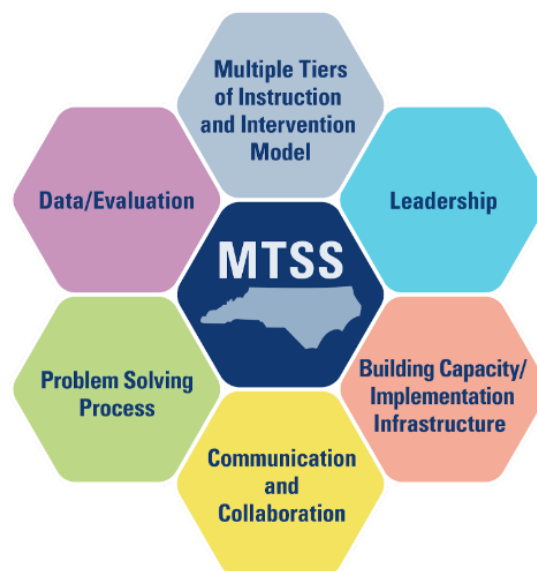 Multiple Tiers
of Instruction
and Intervention
Model
Data/Evaluation
Leadership
MTSS
Problem Solving
Process
Building Capacity/
Implementation
Infrastructure
Communication
and
Collaboration